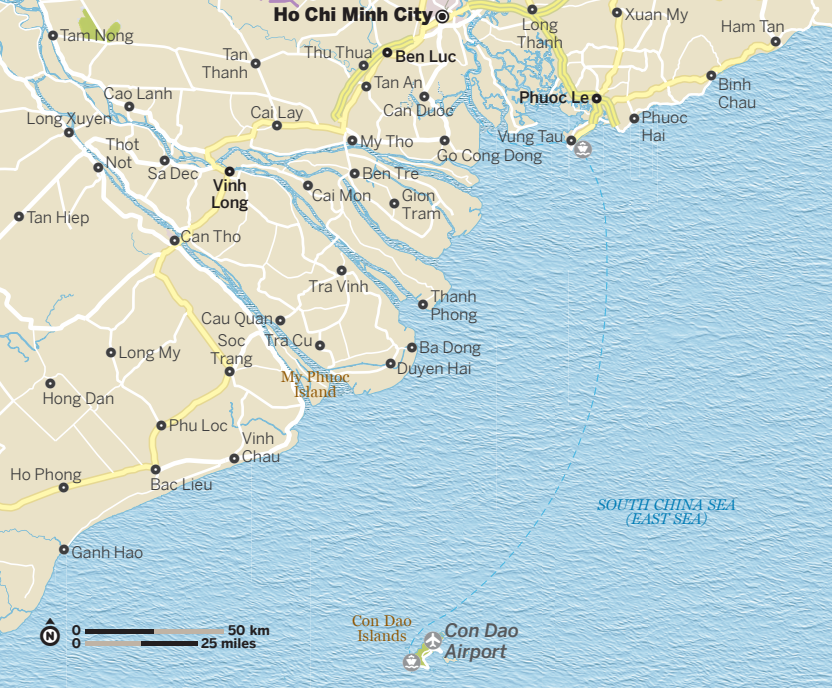 Ho Chi Minh City
Long
Thanh
Xuan My
Ham Tan
Tam Nong
Tan
Thanh
Thu Thua
Ben Luc
Tan An
Can Duoc
Phuoc Le
Binh
Chau
Cao Lanh
Cai Lay
Long Xuyen
Phuoc
Hai
Vung Tau
My Tho
Go Cong Dong
Thot
Not
Sa Dec
Vinh
Long
Ben Tre
Cai Mon
Gion
Tram
Tan Hiep
Can Tho
Tra Vinh
Thanh
Phong
Cau Quan
Soc
Trang
Tra Cu
Ba Dong
Duyen Hai
Long My
My Phuoc
Island
Hong Dan
Phu Loc
Vinh
Chau
Ho Phong
Bac Lieu
SOUTH CHINA SEA
(EAST SEA)
Ganh Hao
Con Dao
Islands
Con Dao
Airport
N
0 50 km
0 25 miles